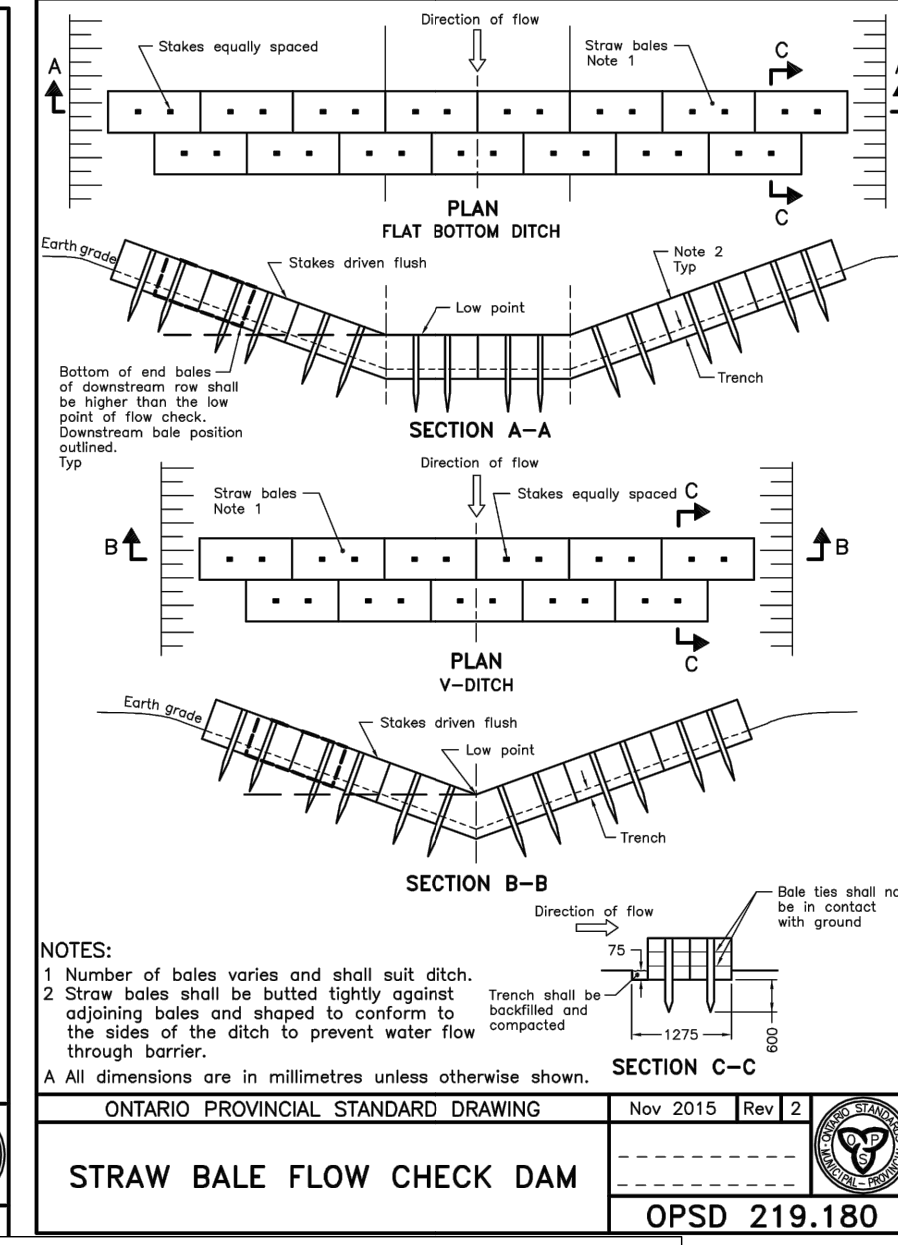 Direction of flow
Stakes equally spaced
Straw bales
Note 1
C
A
C
PLAN
FLAT BOTTOM DITCH
Earth grade
Stakes driven flush
Note 2
Typ
Low point
Trench
Bottom of end bales
of downstream row shall
be higher than the low
point of flow check.
Downstream bale position
outlined.
Typ
SECTION A-A
Direction of flow
Straw bales
Note 1
Stakes equally spaced
C
B
B
C
PLAN
V-DITCH
Earth grade
Stakes driven flush
Low point
Trench
SECTION B-B
Direction of flow
Bale ties shall
be in contact
with ground
75
Trench shall be
backfilled and
compacted
1275
600
SECTION C-C
NOTES:
1 Number of bales varies and shall suit ditch.
2 Straw bales shall be butted tightly against
adjoining bales and shaped to conform to
the sides of the ditch to prevent water flow
through barrier.
A All dimensions are in millimetres unless otherwise shown.
ONTARIO PROVINCIAL STANDARD DRAWING
Nov 2015 Rev 2
STRAW BALE FLOW CHECK DAM
OPS
OPSD 219.180